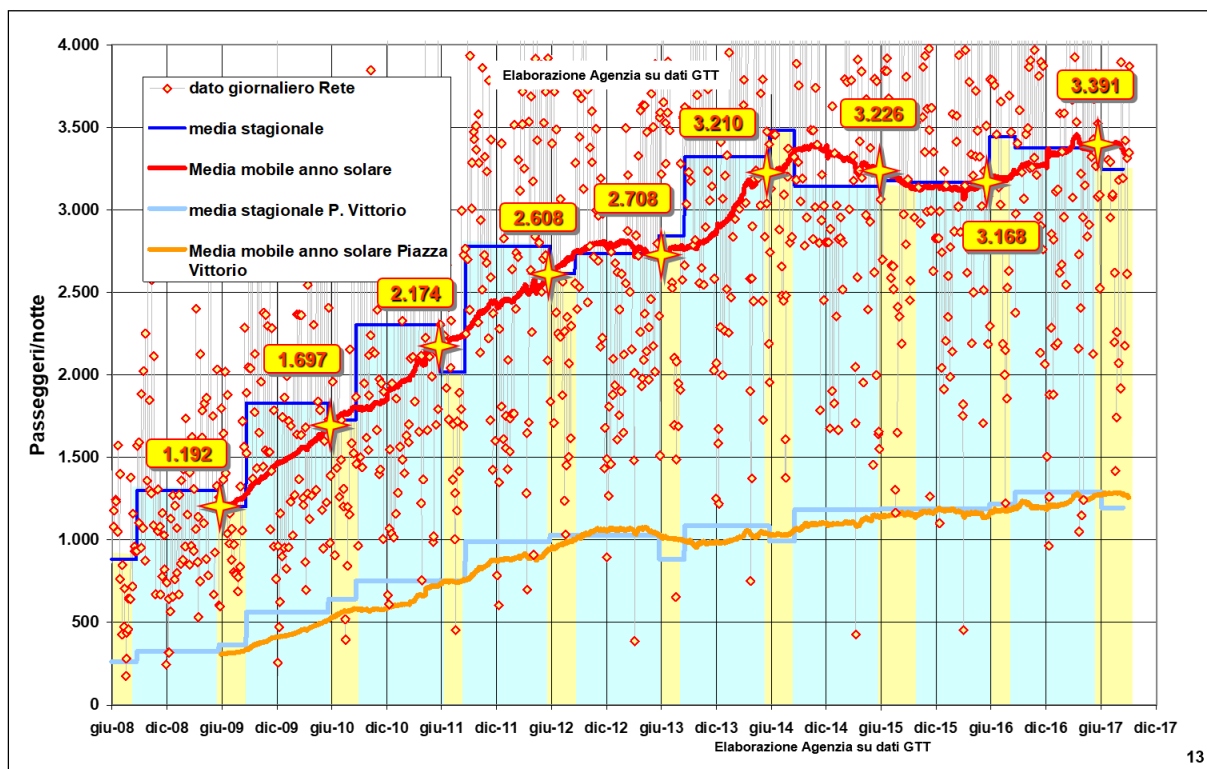 4.000
3.500
3.000
2.500
2.000
1.500
1.000
500
0
Passeggeri/notte
dato giornaliero Rete
media stagionale
Media mobile anno solare
media stagionale P. Vittorio
Media mobile anno solare Piazza
Vittorio
Elaborazione Agenzia su dati GTT
1.192
1.697
2.174
2.608
2.708
3.210
3.226
3.168
3.391
giu-08 dic-08 giu-09 dic-09 giu-10 dic-10 giu-11 dic-11 giu-12 dic-12 giu-13 dic-13 giu-14 dic-14 giu-15 dic-15 giu-16 dic-16 giu-17 dic-17
Elaborazione Agenzia su dati GTT
13